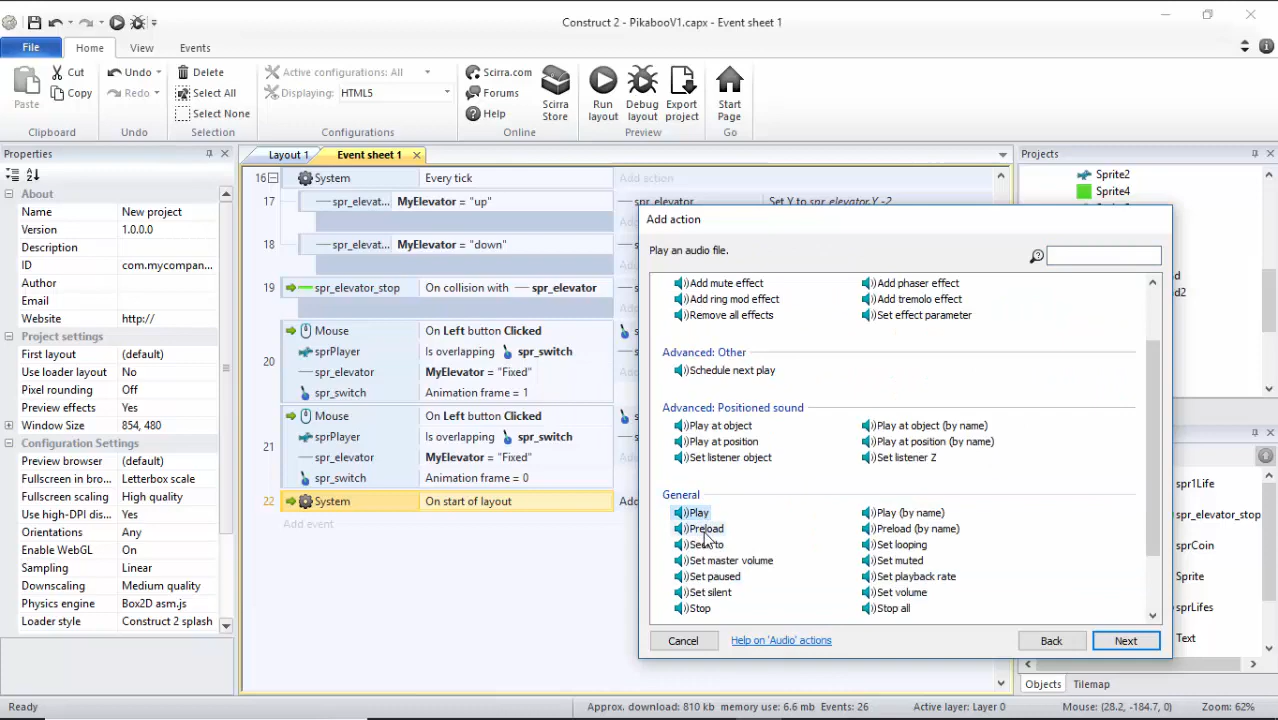 Construct 2 - PikabooV1.capx - Event sheet 1
File Home View Events
Paste Cut Copy Clipboard
Undo Redo Undo
Delete Select All Select None Selection
Active configurations: All
Displaying: HTML5
Configurations
Scirra.com Forums Help Scirra Store Online
Run layout Debug layout Export project Preview
Start Page Go
Properties
About
Name New project
Version 1.0.0.0
Description
ID com.mycompan...
Author
Email
Website http://
Project settings
First layout (default)
Use loader layout No
Pixel rounding Off
Preview effects Yes
Window Size 854, 480
Configuration Settings
Preview browser (default)
Fullscreen in bro... Letterbox scale
Fullscreen scaling High quality
Use high-DPI dis... Yes
Orientations Any
Enable WebGL On
Sampling Linear
Downscaling Medium quality
Physics engine Box2D asm.js
Loader style Construct 2 splash
Layout 1 Event sheet 1
16 System Every tick Add action
17 spr_elevat... MyElevator = "up" spr_elevator Set Y to spr_elevator.Y -2
18 spr_elevat... MyElevator = "down"
19 spr_elevator_stop On collision with spr_elevator
20 Mouse On Left button Clicked
sprPlayer Is overlapping spr_switch
spr_elevator MyElevator = "Fixed"
spr_switch Animation frame = 1
21 Mouse On Left button Clicked
sprPlayer Is overlapping spr_switch
spr_elevator MyElevator = "Fixed"
spr_switch Animation frame = 0
22 System On start of layout
Add event
Add action
Play an audio file.
Add mute effect Add phaser effect
Add ring mod effect Add tremolo effect
Remove all effects Set effect parameter
Advanced: Other
Schedule next play
Advanced: Positioned sound
Play at object Play at object (by name)
Play at position Play at position (by name)
Set listener object Set listener Z
General
Play Play (by name)
Preload Preload (by name)
Set looping
Set master volume Set muted
Set paused Set playback rate
Set silent Set volume
Stop Stop all
Cancel Help on 'Audio' actions Back Next
Projects
Sprite2
Sprite4
spr1Life
spr_elevator_stop
sprCoin
Sprite
sprLifes
Text
Objects Tilemap
Ready Approx. download: 810 kb memory use: 6.6 mb Events: 26 Active layer: Layer 0 Mouse: (28.2, -184.7, 0) Zoom: 62%